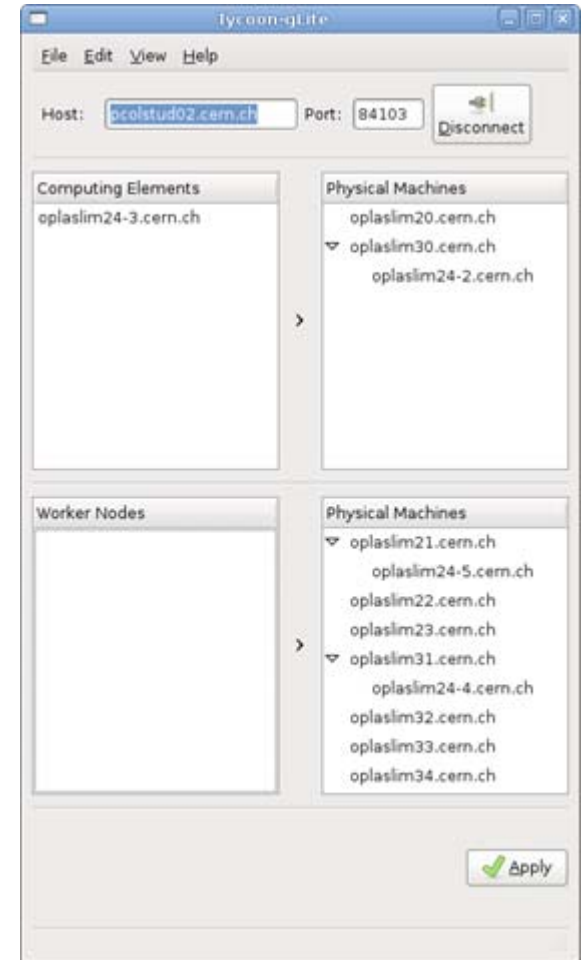 Tycoon-gLite
File Edit View Help
Host: pcolstud02.cern.ch Port: 84103 Disconnect
Computing Elements
oplaslim24-3.cern.ch
>
Physical Machines
oplaslim20.cern.ch
oplaslim30.cern.ch
oplaslim24-2.cern.ch
Worker Nodes
>
Physical Machines
oplaslim21.cern.ch
oplaslim24-5.cern.ch
oplaslim22.cern.ch
oplaslim23.cern.ch
oplaslim31.cern.ch
oplaslim24-4.cern.ch
oplaslim32.cern.ch
oplaslim33.cern.ch
oplaslim34.cern.ch
Apply